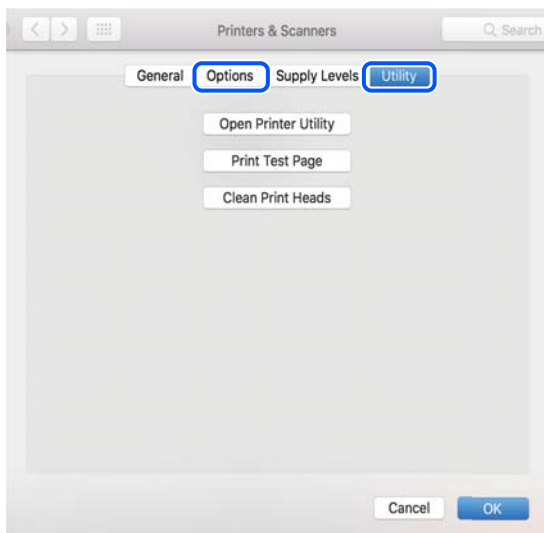 Printers & Scanners Search
General Options Supply Levels Utility
Open Printer Utility
Print Test Page
Clean Print Heads
Cancel OK